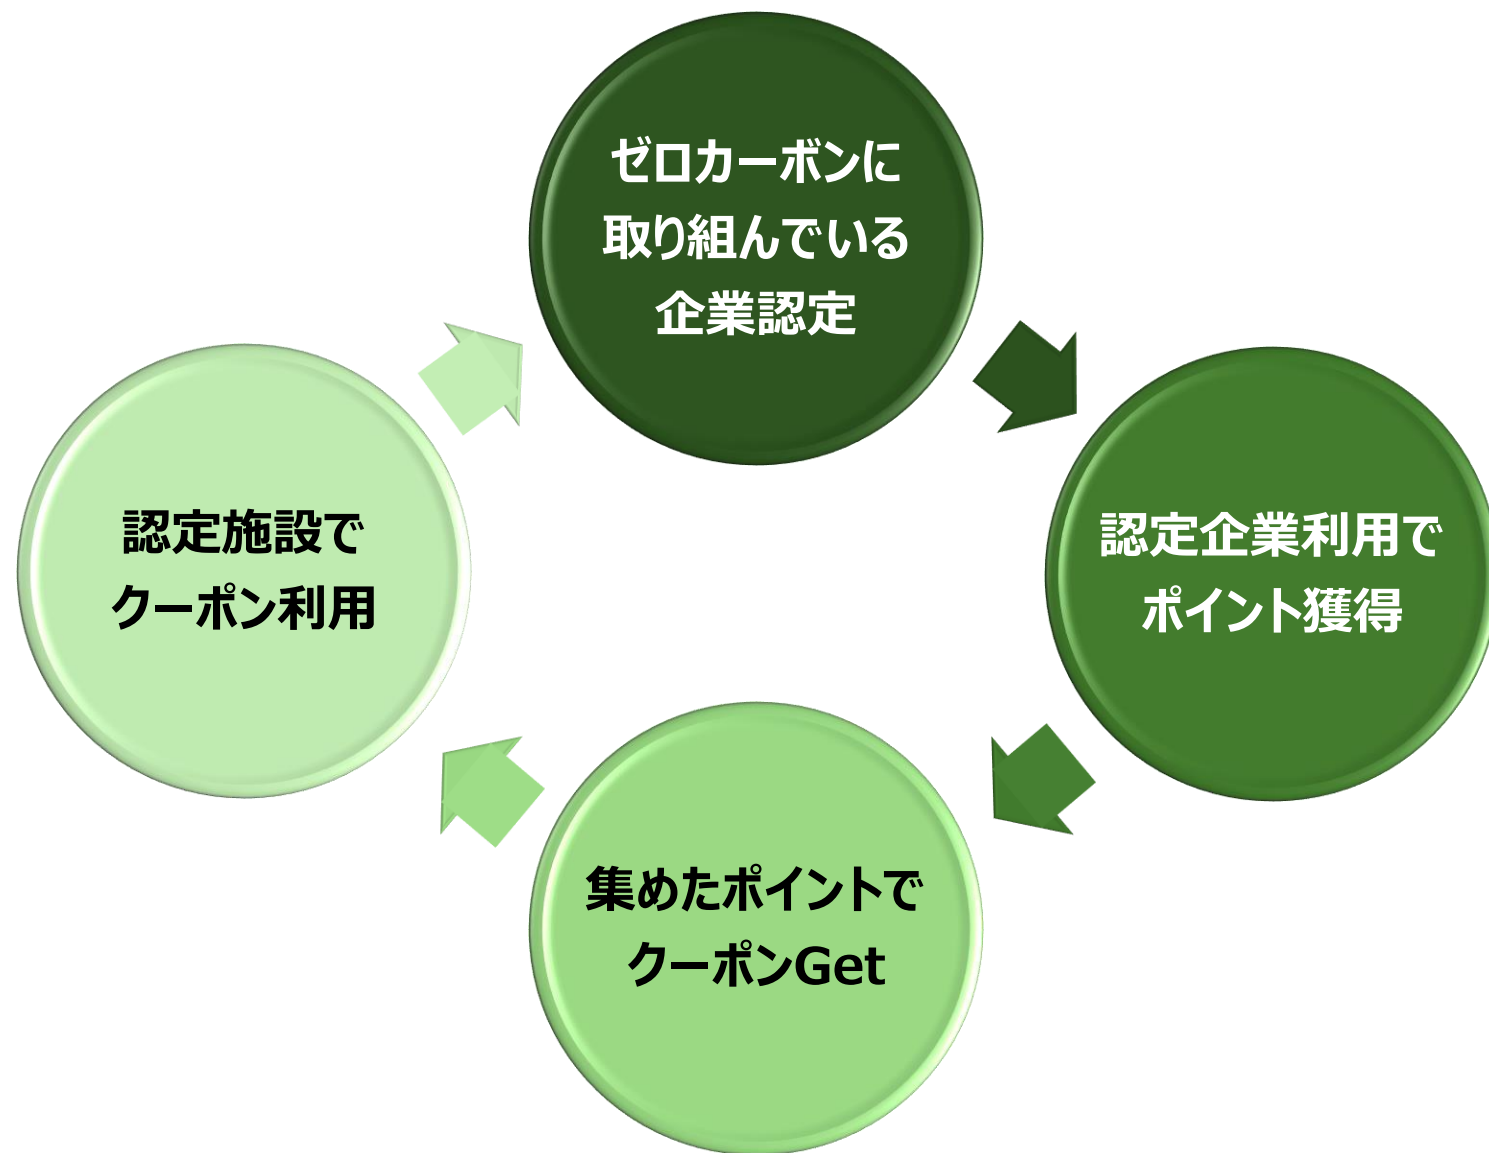 ゼロカーボンに
取り組んでいる
企業認定
認定企業利用で
ポイント獲得
集めたポイントで
クーポンGet
認定施設で
クーポン利用